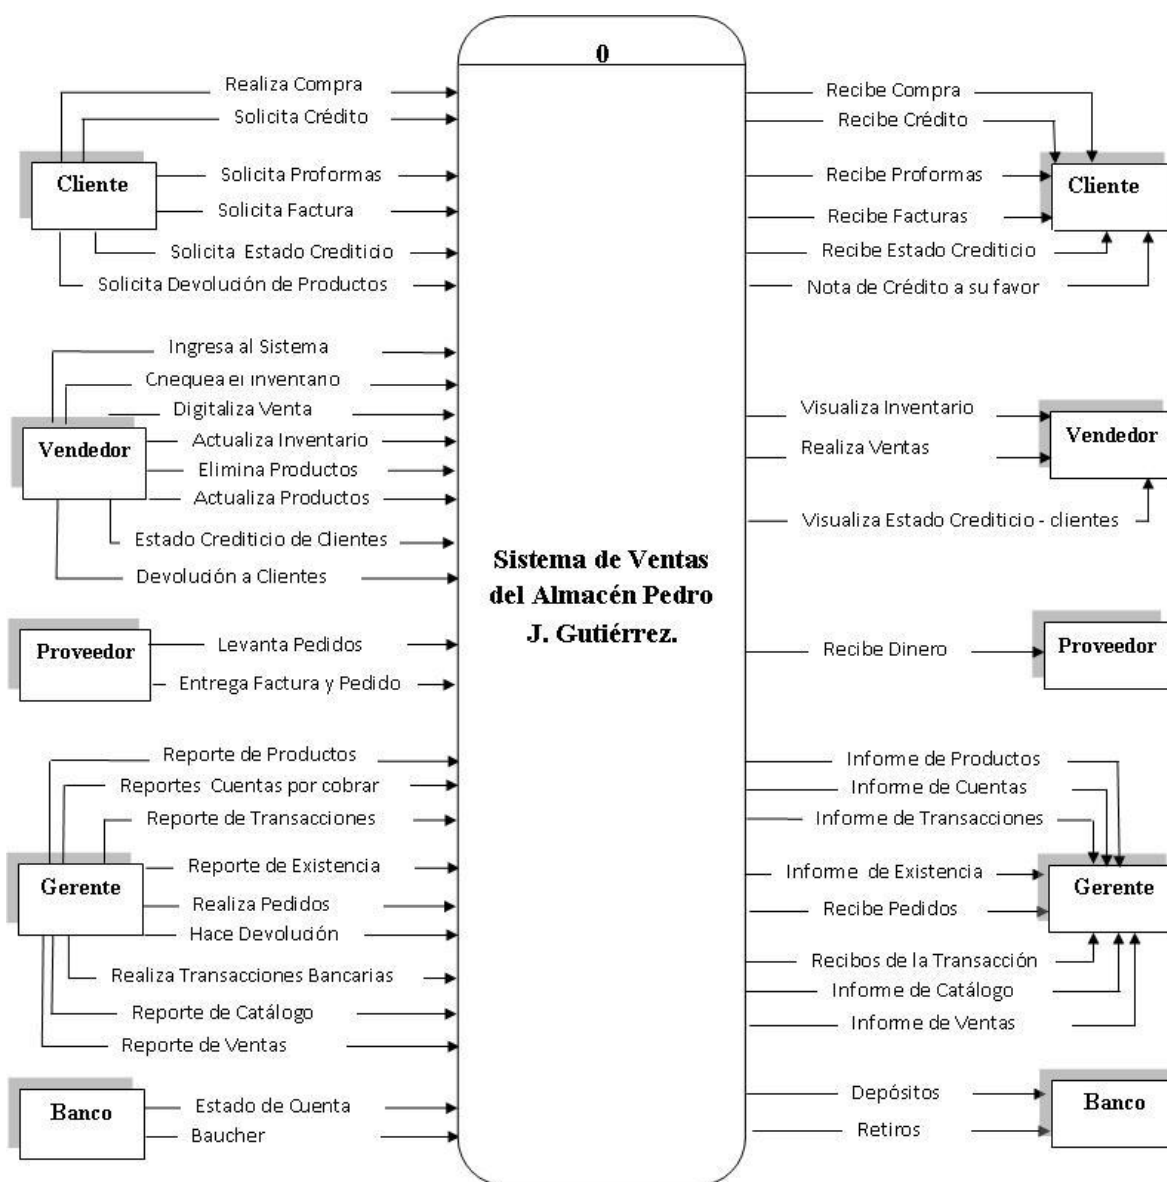 0
Realiza Compra
Solicita Crédito
Cliente
Solicita Proformas
Solicita Factura
Solicita Estado Crediticio
Solicita Devolución de Productos
Ingresa al Sistema
Chequea el Inventario
Digitaliza Venta
Vendedor
Actualiza Inventario
Elimina Productos
Actualiza Productos
Estado Crediticio de Clientes
Devolución a Clientes
Proveedor
Levanta Pedidos
Entrega Factura y Pedido
Reporte de Productos
Reportes Cuentas por cobrar
Reporte de Transacciones
Gerente
Reporte de Existencia
Realiza Pedidos
Hace Devolución
Realiza Transacciones Bancarias
Reporte de Catálogo
Reporte de Ventas
Banco
Estado de Cuenta
Baucher
Sistema de Ventas
del Almacén Pedro
J. Gutiérrez.
Recibe Compra
Recibe Crédito
Recibe Proformas
Cliente
Recibe Facturas
Recibe Estado Crediticio
Nota de Crédito a su favor
Visualiza Inventario
Vendedor
Realiza Ventas
Visualiza Estado Crediticio - clientes
Recibe Dinero
Proveedor
Informe de Productos
Informe de Cuentas
Informe de Transacciones
Informe de Existencia
Gerente
Recibe Pedidos
Recibos de la Transacción
Informe de Catálogo
Informe de Ventas
Depósitos
Banco
Retiros